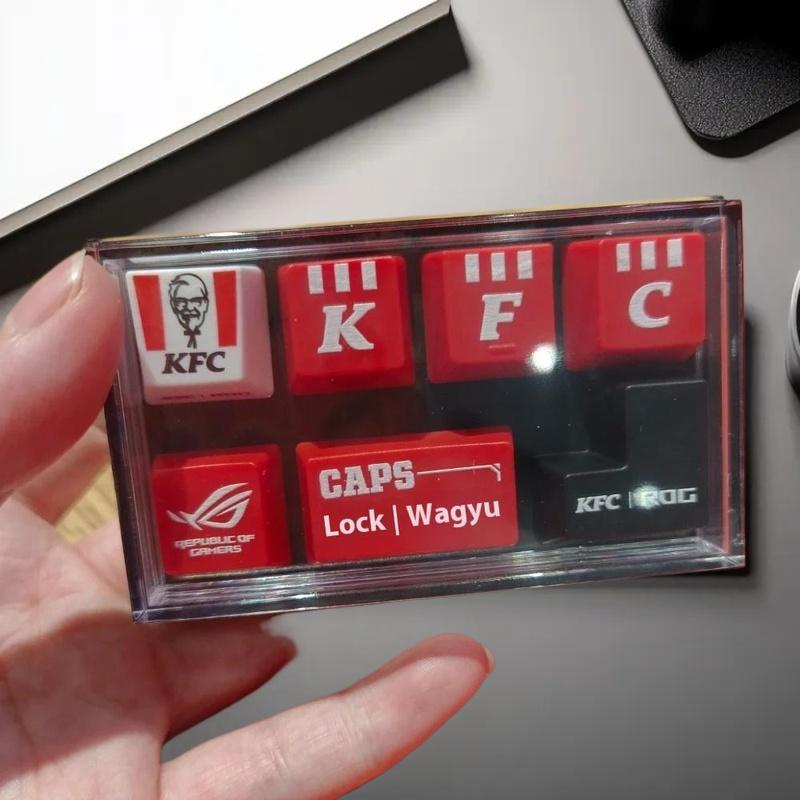 KFC
K
F
C
REPUBLIC OF
GAMERS
CAPS
Lock | Wagyu
KFC | ROG